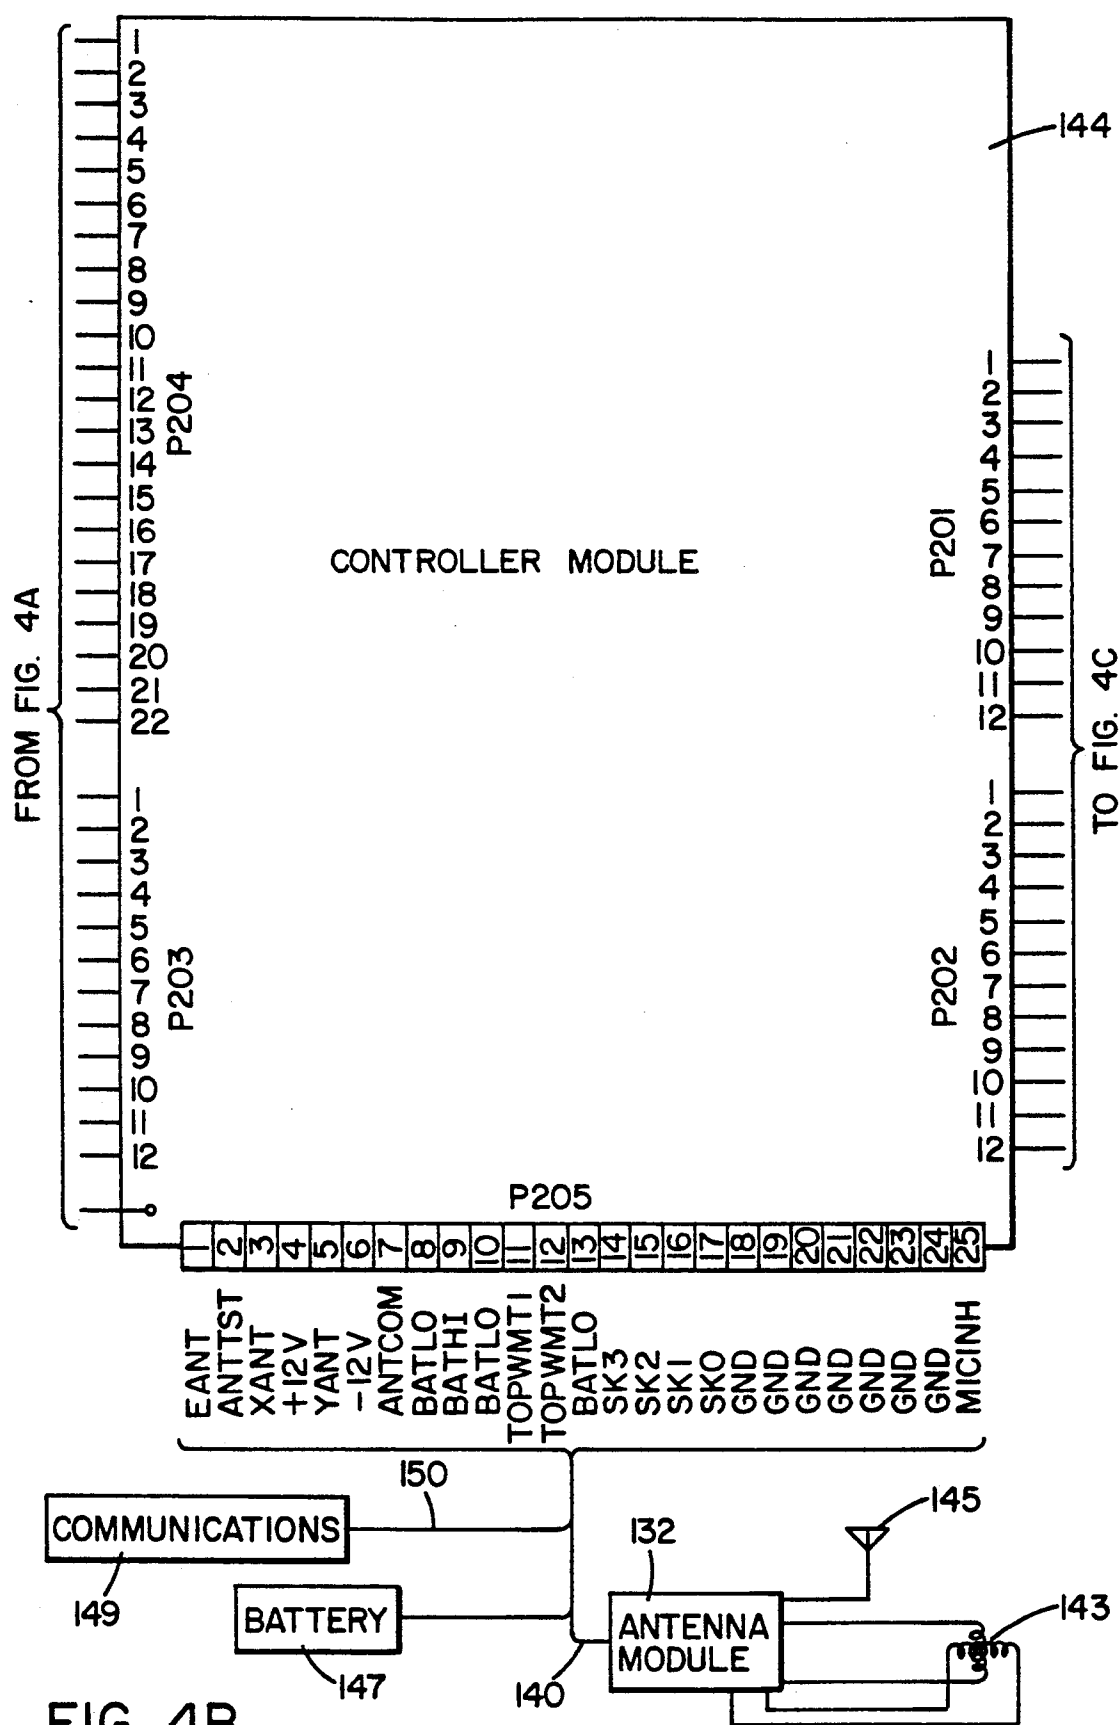 FROM FIG. 4A
1
2
3
4
5
6
7
8
9
10
11
12
13
14
15
16
17
18
19
20
21
22
P204
1
2
3
4
5
6
7
8
9
10
11
12
P203
CONTROLLER MODULE
144
1
2
3
4
5
6
7
8
9
10
11
12
P201
1
2
3
4
5
6
7
8
9
10
11
12
P202
TO FIG. 4C
P205
1 2 3 4 5 6 7 8 9 10 11 12 13 14 15 16 17 18 19 20 21 22 23 24 25
EANT
ANTTST
XANT
+12V
YANT
-12V
ANTCOM
BATLO
BATHI
BATLO
TOPWMT1
TOPWMT2
BATLO
SK3
SK2
SK1
SK0
GND
GND
GND
GND
GND
GND
GND
MICINH
150
COMMUNICATIONS
149
BATTERY
147
140
132
ANTENNA
MODULE
145
143
FIG. 4B